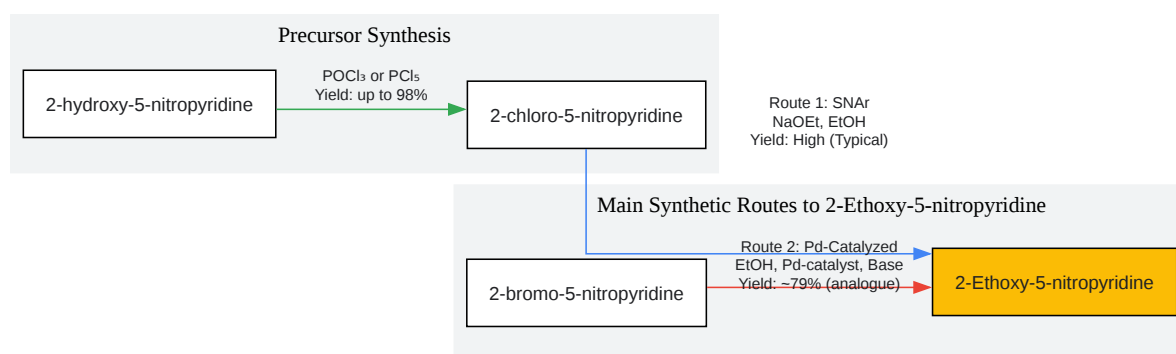 Precursor Synthesis
2-hydroxy-5-nitropyridine
POCl₃ or PCl₅
Yield: up to 98%
2-chloro-5-nitropyridine
Route 1: SNAr
NaOEt, EtOH
Yield: High (Typical)
Main Synthetic Routes to 2-Ethoxy-5-nitropyridine
2-bromo-5-nitropyridine
Route 2: Pd-Catalyzed
EtOH, Pd-catalyst, Base
Yield: ~79% (analogue)
2-Ethoxy-5-nitropyridine